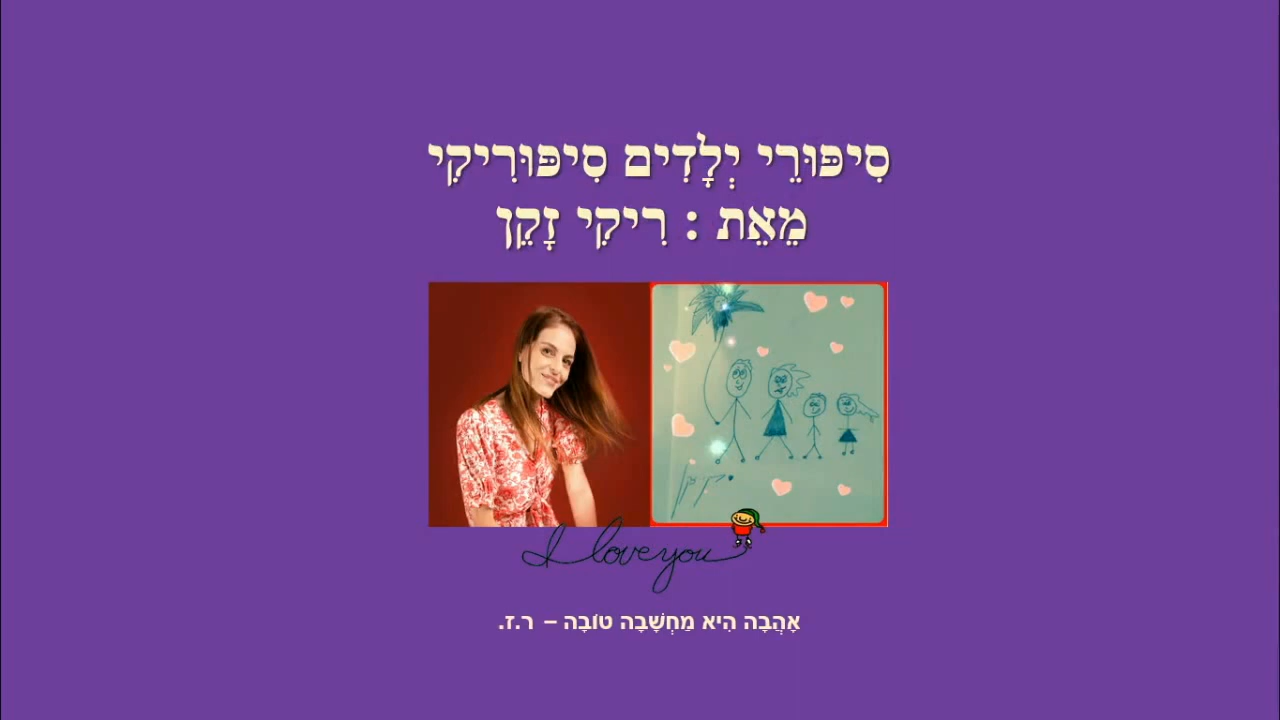 סִיפּוּרֵי יְלָדִים סִיפּוּרִיקִי
מֵאֵת : רִיקִי זָקֵן
I love you
אַהֲבָה הִיא מַחְשָׁבָה טוֹבָה – ר.ז.